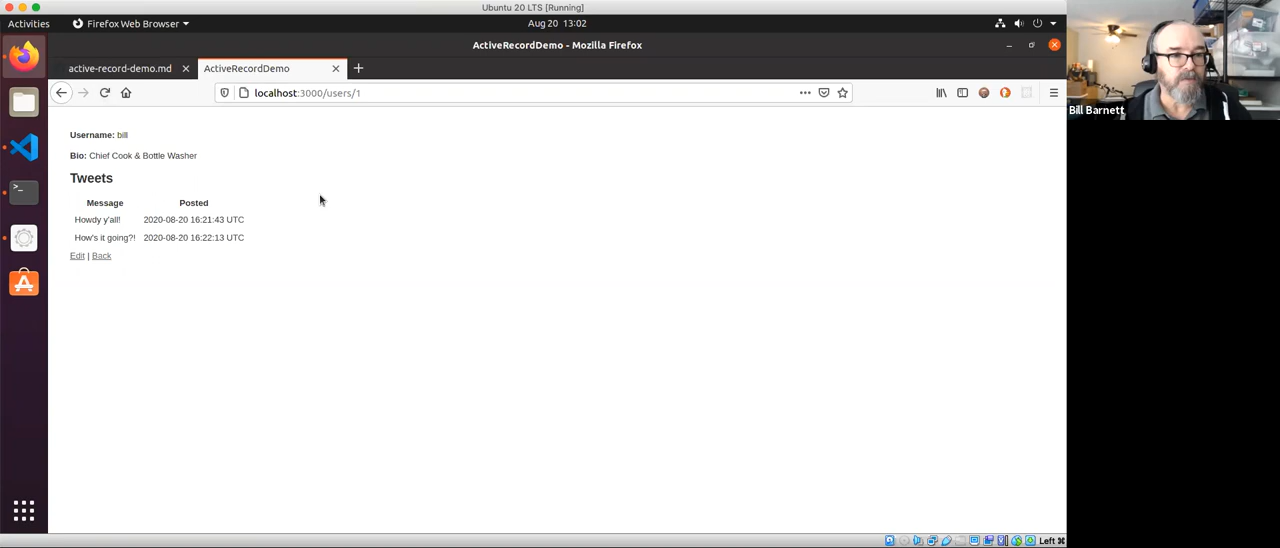 Ubuntu 20 LTS [Running]
Activities
Firefox Web Browser
Aug 20 13:02
ActiveRecordDemo - Mozilla Firefox
active-record-demo.md
ActiveRecordDemo
localhost:3000/users/1
Bill Barnett
Username: bill
Bio: Chief Cook & Bottle Washer
Tweets
Message Posted
Howdy y'all! 2020-08-20 16:21:43 UTC
How's it going?! 2020-08-20 16:22:13 UTC
Edit | Back
Left ⌘